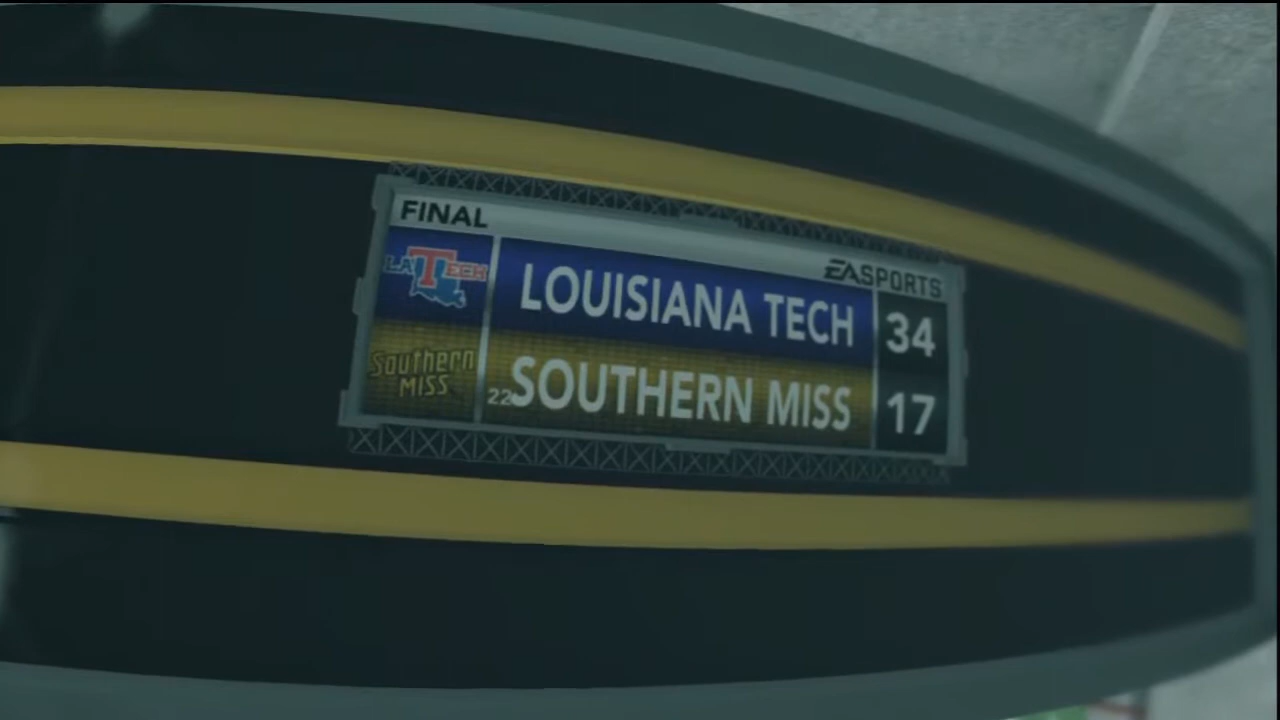 FINAL
EA SPORTS
LA TECH
LOUISIANA TECH 34
Southern
MISS
22 SOUTHERN MISS 17